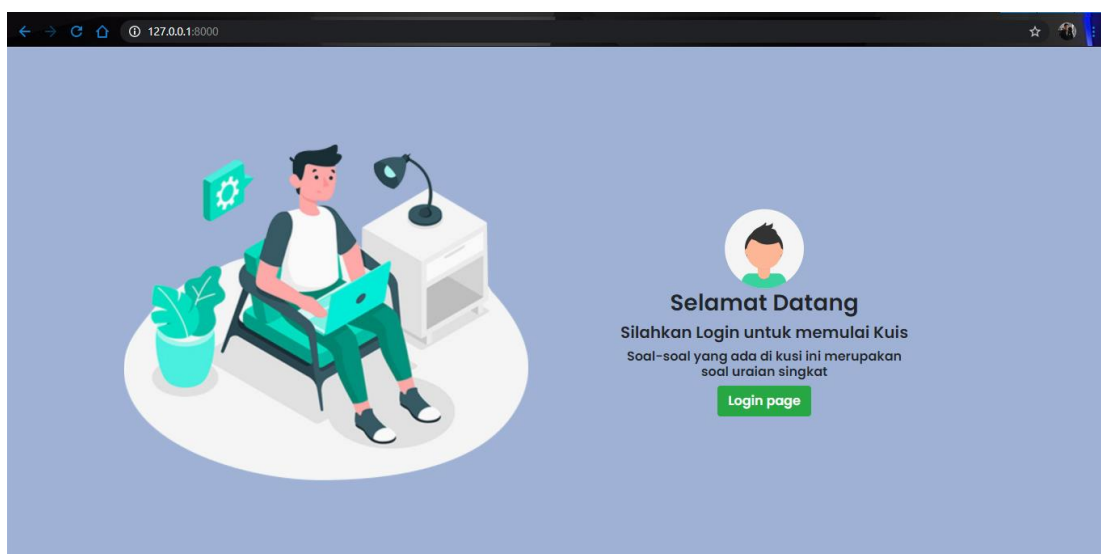 127.0.0.1:8000
Selamat Datang
Silahkan Login untuk memulai Kuis
Soal-soal yang ada di kusi ini merupakan
soal uraian singkat
Login page